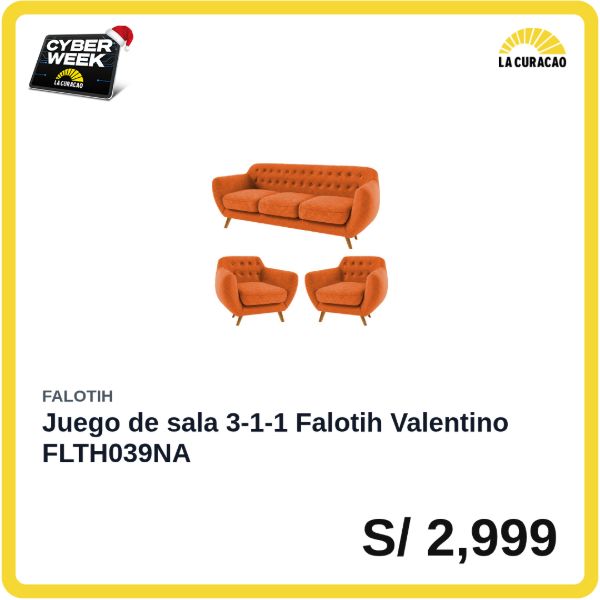 CYBER
WEEK
LA CURACAO
LA CURACAO
FALOTIH
Juego de sala 3-1-1 Falotih Valentino
FLTH039NA
S/ 2,999